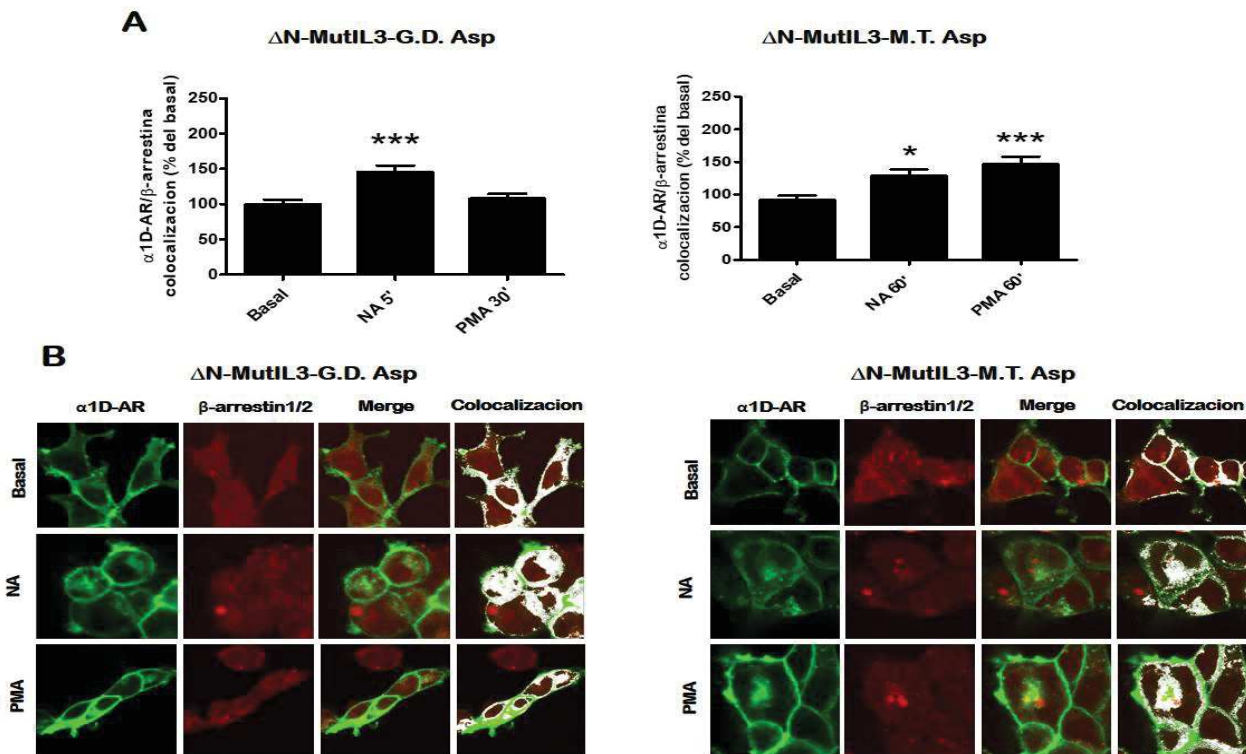 A
ΔN-MutIL3-G.D. Asp
α1D-AR/β-arrestina
colocalizacion (% del basal)
250
200
150
100
50
0
***
Basal
NA 5'
PMA 30'
ΔN-MutIL3-M.T. Asp
α1D-AR/β-arrestina
colocalizacion (% del basal)
250
200
150
100
50
0
*
***
Basal
NA 60'
PMA 60'
B
ΔN-MutIL3-G.D. Asp
α1D-AR β-arrestin1/2 Merge Colocalizacion
Basal
NA
PMA
ΔN-MutIL3-M.T. Asp
α1D-AR β-arrestin1/2 Merge Colocalizacion
Basal
NA
PMA